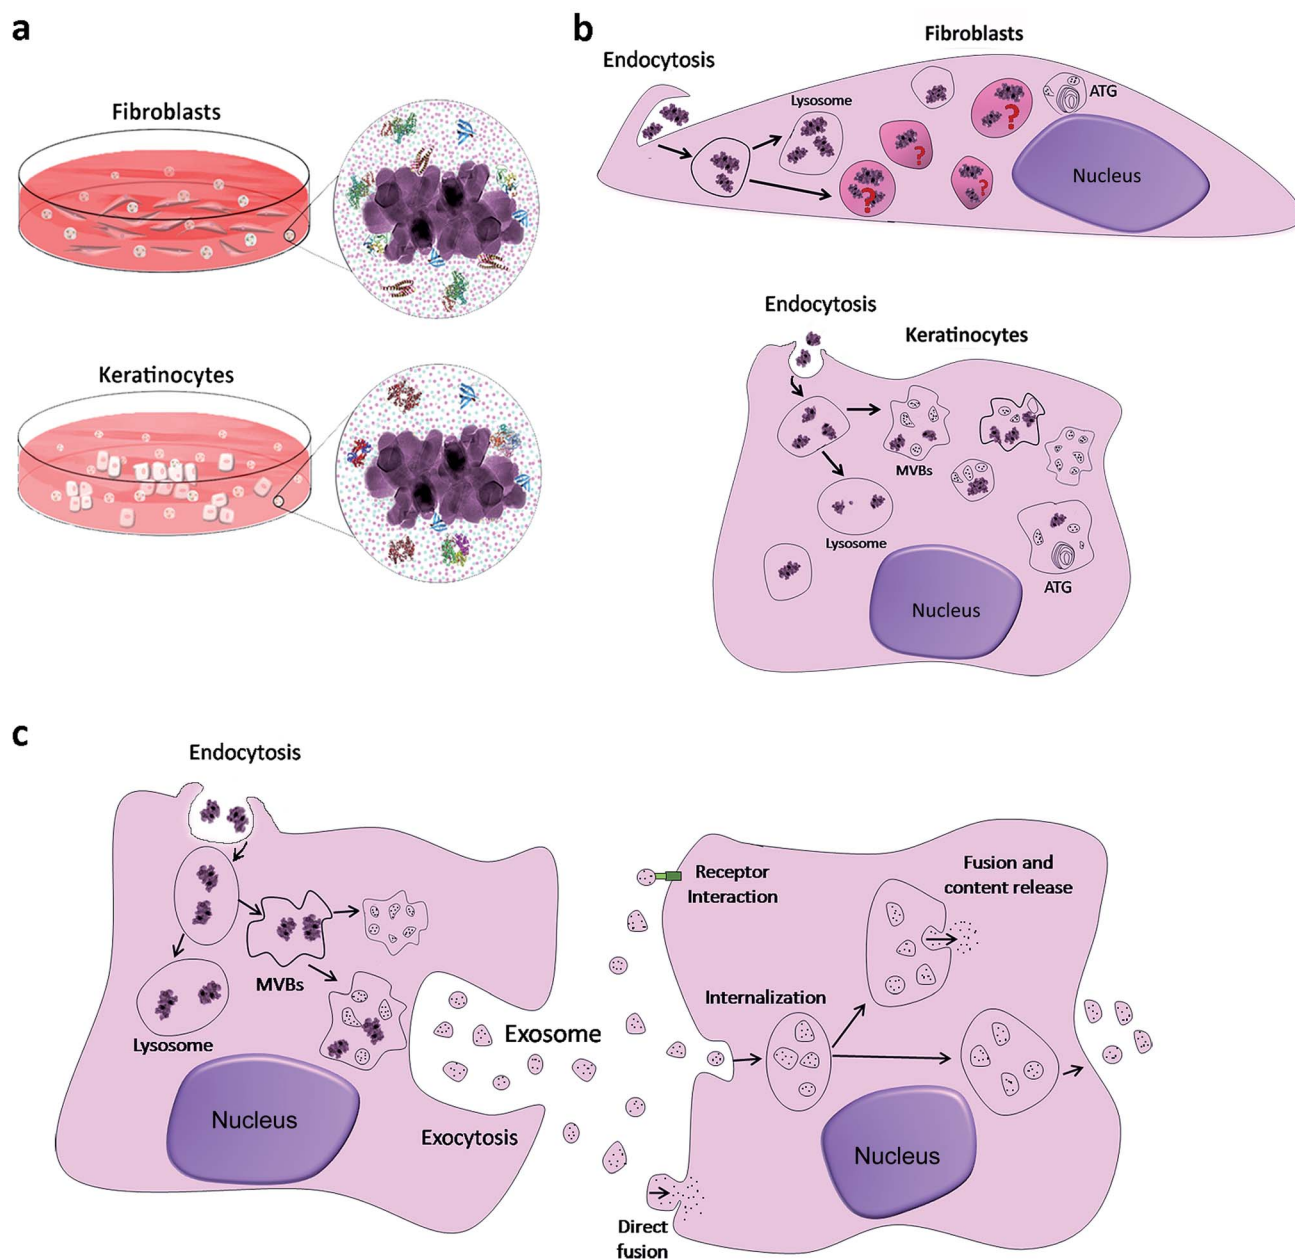 a
Fibroblasts
Keratinocytes
b
Fibroblasts
Endocytosis
Lysosome
ATG
?
?
?
?
Nucleus
Endocytosis
Keratinocytes
MVBs
Lysosome
ATG
Nucleus
c
Endocytosis
MVBs
Lysosome
Nucleus
Exosome
Exocytosis
Receptor
Interaction
Fusion and
content release
Internalization
Nucleus
Direct
fusion